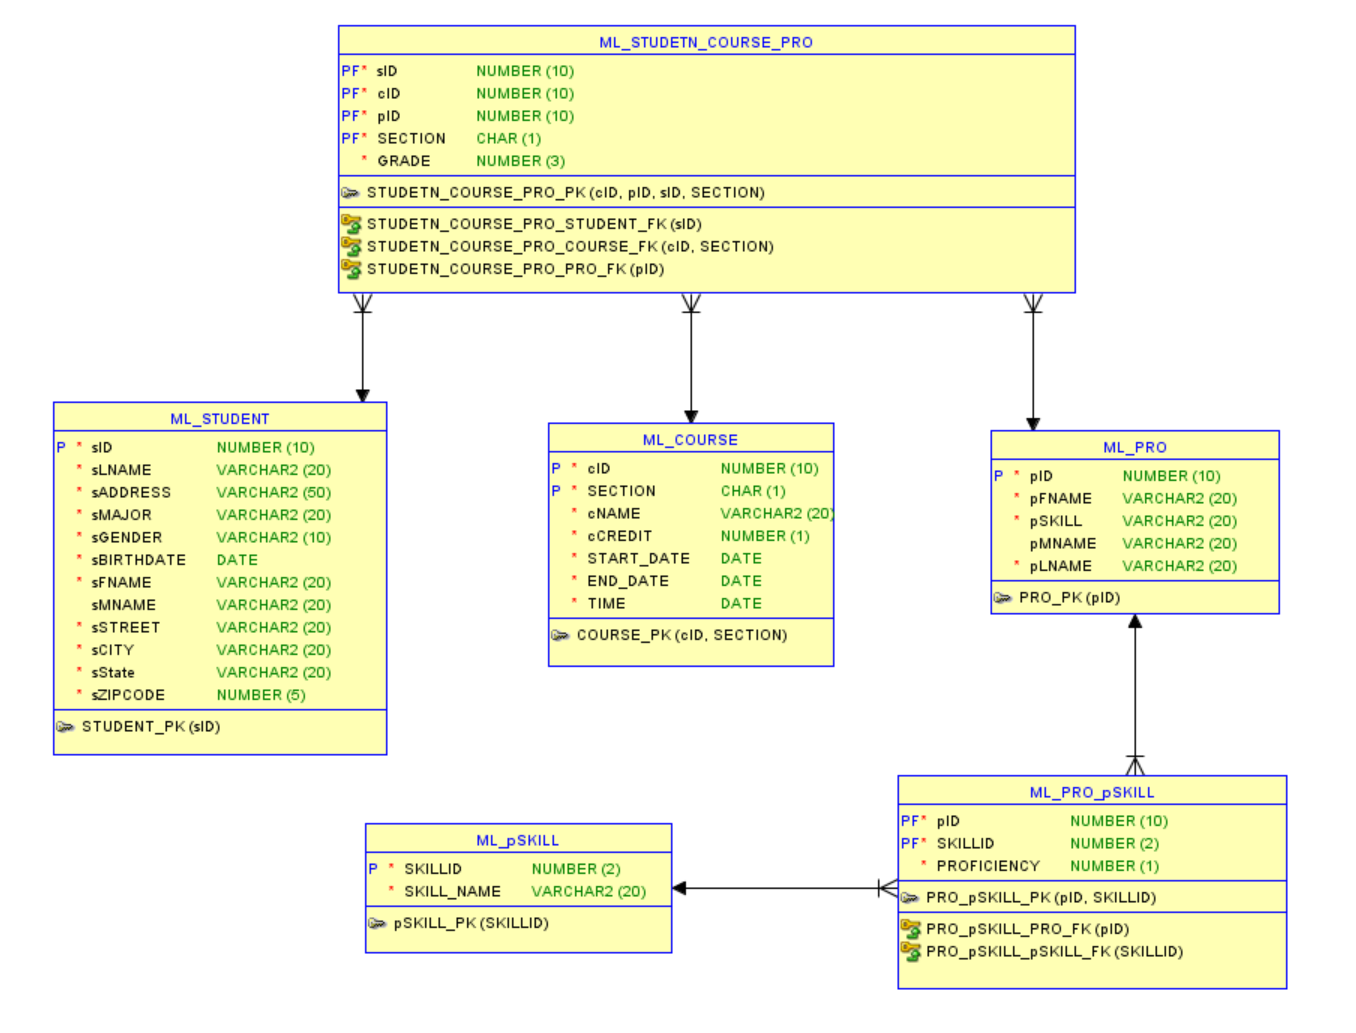 ML_STUDETN_COURSE_PRO
PF* sID NUMBER (10)
PF* cID NUMBER (10)
PF* pID NUMBER (10)
PF* SECTION CHAR (1)
* GRADE NUMBER (3)
STUDETN_COURSE_PRO_PK (cID, pID, sID, SECTION)
STUDETN_COURSE_PRO_STUDENT_FK (sID)
STUDETN_COURSE_PRO_COURSE_FK (cID, SECTION)
STUDETN_COURSE_PRO_PRO_FK (pID)
ML_STUDENT
P * sID NUMBER (10)
* sLNAME VARCHAR2 (20)
* sADDRESS VARCHAR2 (50)
* sMAJOR VARCHAR2 (20)
* sGENDER VARCHAR2 (10)
* sBIRTHDATE DATE
* sFNAME VARCHAR2 (20)
sMNAME VARCHAR2 (20)
* sSTREET VARCHAR2 (20)
* sCITY VARCHAR2 (20)
* sState VARCHAR2 (20)
* sZIPCODE NUMBER (5)
STUDENT_PK (sID)
ML_COURSE
P * cID NUMBER (10)
P * SECTION CHAR (1)
* cNAME VARCHAR2 (20)
* cCREDIT NUMBER (1)
* START_DATE DATE
* END_DATE DATE
* TIME DATE
COURSE_PK (cID, SECTION)
ML_PRO
P * pID NUMBER (10)
* pFNAME VARCHAR2 (20)
* pSKILL VARCHAR2 (20)
pMNAME VARCHAR2 (20)
* pLNAME VARCHAR2 (20)
PRO_PK (pID)
ML_pSKILL
P * SKILLID NUMBER (2)
* SKILL_NAME VARCHAR2 (20)
pSKILL_PK (SKILLID)
ML_PRO_pSKILL
PF* pID NUMBER (10)
PF* SKILLID NUMBER (2)
* PROFICIENCY NUMBER (1)
PRO_pSKILL_PK (pID, SKILLID)
PRO_pSKILL_PRO_FK (pID)
PRO_pSKILL_pSKILL_FK (SKILLID)